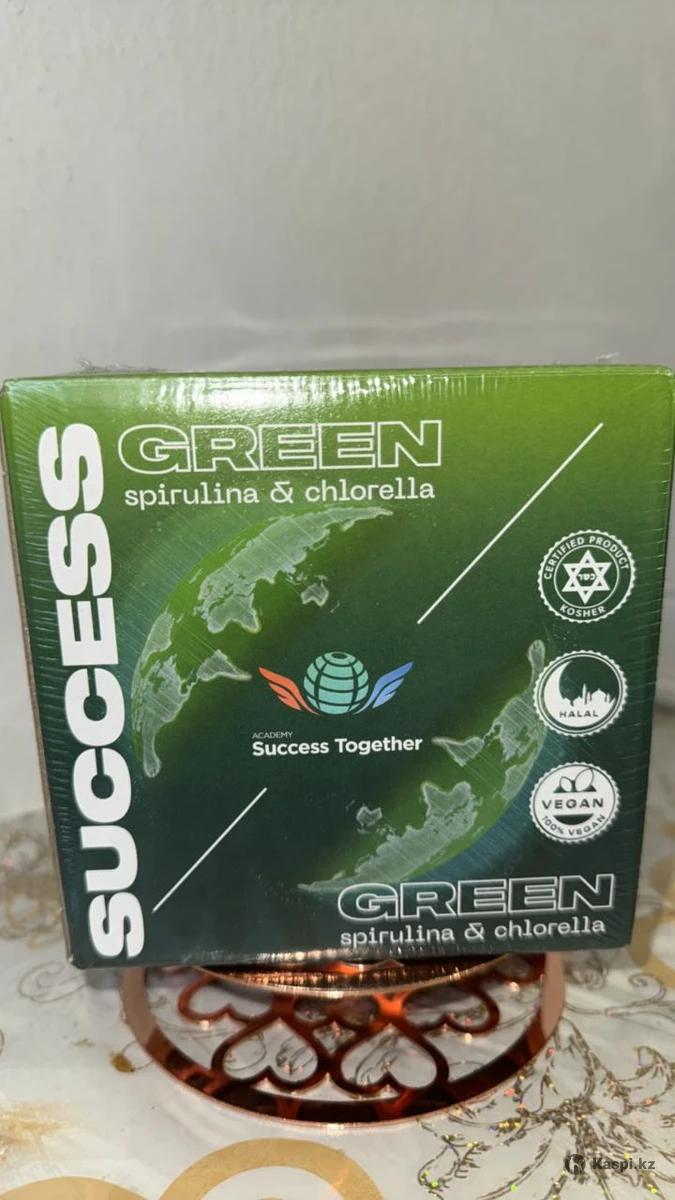 SUCCESS
GREEN
spirulina & chlorella
CERTIFIED PRODUCT
כשר
KOSHER
HALAL
ACADEMY
Success Together
VEGAN
100% VEGAN
GREEN
spirulina & chlorella
Kaspi.kz